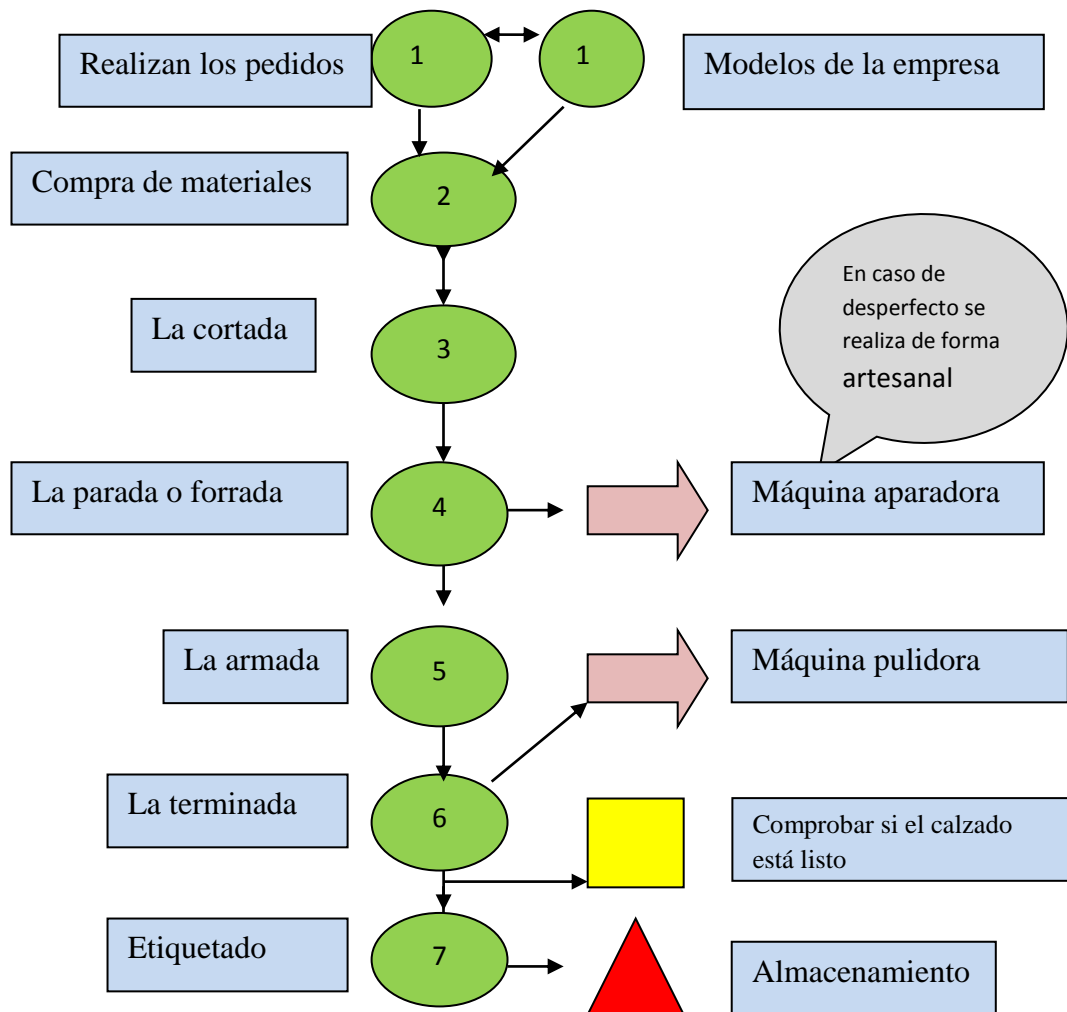 Realizan los pedidos
1
1
Modelos de la empresa
Compra de materiales
2
La cortada
3
En caso de
desperfecto se
realiza de forma
artesanal
La parada o forrada
4
Máquina aparadora
La armada
5
Máquina pulidora
La terminada
6
Comprobar si el calzado
está listo
Etiquetado
7
Almacenamiento